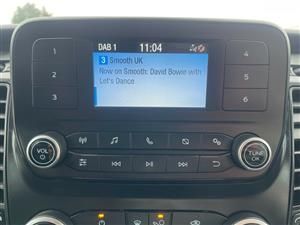 DAB 1 11:04
3 Smooth UK
Now on Smooth: David Bowie with
Let's Dance
1
2
3
4
5
6
VOL
TUNE
OK